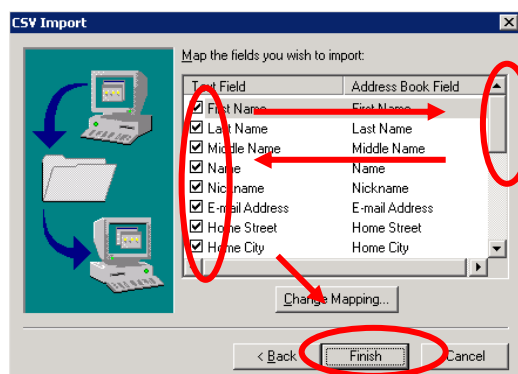 CSV Import
Map the fields you wish to import:
Text Field Address Book Field
First Name First Name
Last Name Last Name
Middle Name Middle Name
Name Name
Nickname Nickname
E-mail Address E-mail Address
Home Street Home Street
Home City Home City
Change Mapping...
< Back Finish Cancel